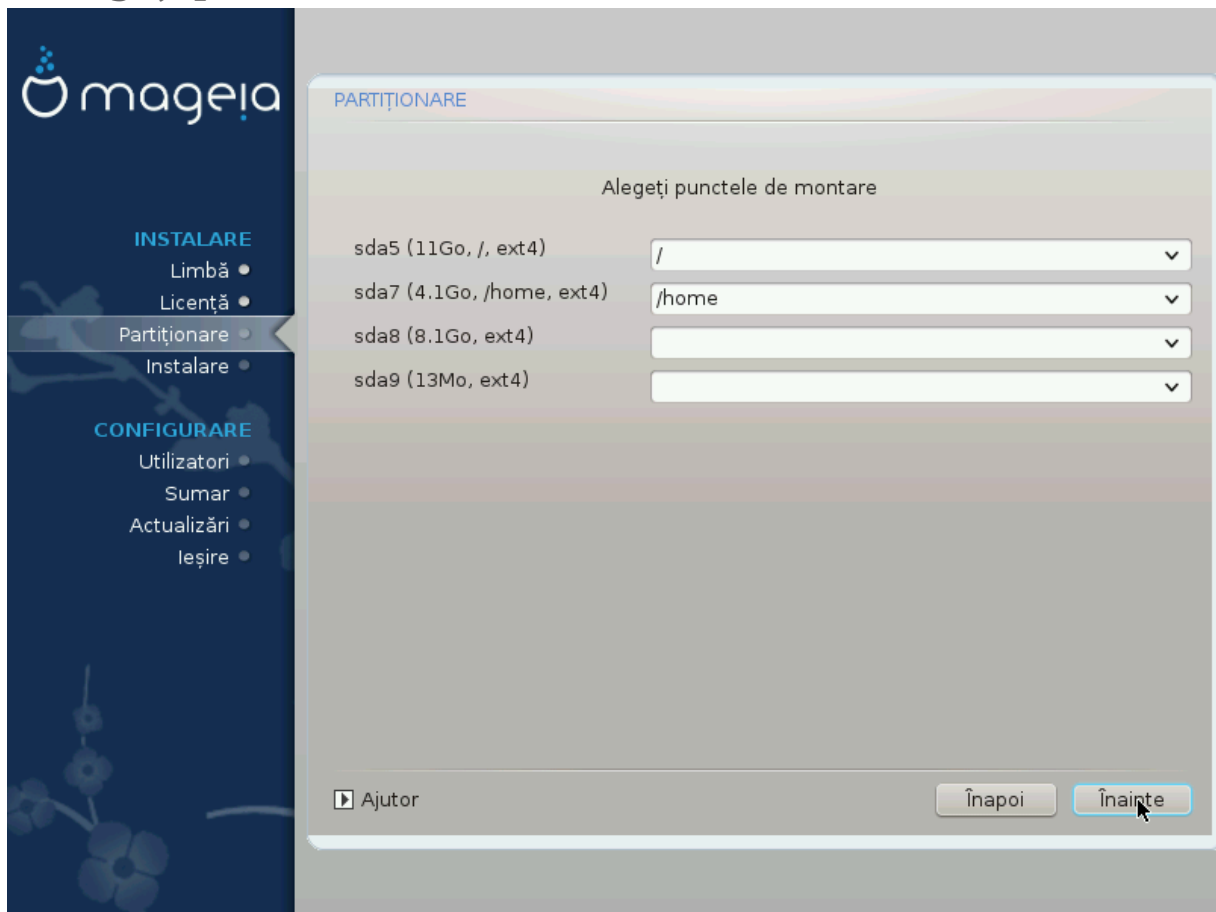 mageia
PARTIȚIONARE
Alegeți punctele de montare
INSTALARE
Limbă
Licență
Partiționare
Instalare
CONFIGURARE
Utilizatori
Sumar
Actualizări
Ieșire
sda5 (11Go, /, ext4)
/
sda7 (4.1Go, /home, ext4)
/home
sda8 (8.1Go, ext4)
sda9 (13Mo, ext4)
Ajutor
Înapoi
Înainte